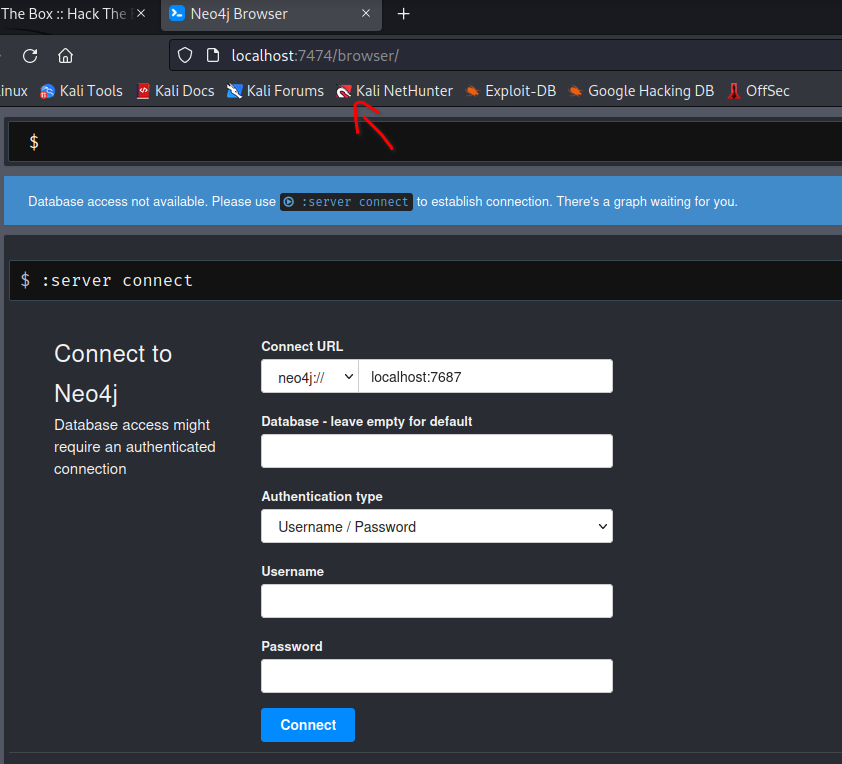 The Box :: Hack The
Neo4j Browser
localhost:7474/browser/
inux Kali Tools Kali Docs Kali Forums Kali NetHunter Exploit-DB Google Hacking DB OffSec
$
Database access not available. Please use :server connect to establish connection. There's a graph waiting for you.
$ :server connect
Connect to
Neo4j
Database access might
require an authenticated
connection
Connect URL
neo4j:// localhost:7687
Database - leave empty for default
Authentication type
Username / Password
Username
Password
Connect